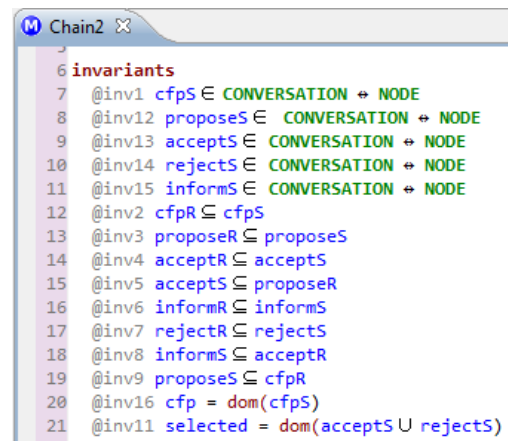 Chain2
6 invariants
7 @inv1 cfpS ∈ CONVERSATION ↔ NODE
8 @inv12 proposeS ∈ CONVERSATION ↔ NODE
9 @inv13 acceptS ∈ CONVERSATION ↔ NODE
10 @inv14 rejectS ∈ CONVERSATION ↔ NODE
11 @inv15 informS ∈ CONVERSATION ↔ NODE
12 @inv2 cfpR ⊆ cfpS
13 @inv3 proposeR ⊆ proposeS
14 @inv4 acceptR ⊆ acceptS
15 @inv5 acceptS ⊆ proposeR
16 @inv6 informR ⊆ informS
17 @inv7 rejectR ⊆ rejectS
18 @inv8 informS ⊆ acceptR
19 @inv9 proposeS ⊆ cfpR
20 @inv16 cfp = dom(cfpS)
21 @inv11 selected = dom(acceptS ∪ rejectS)